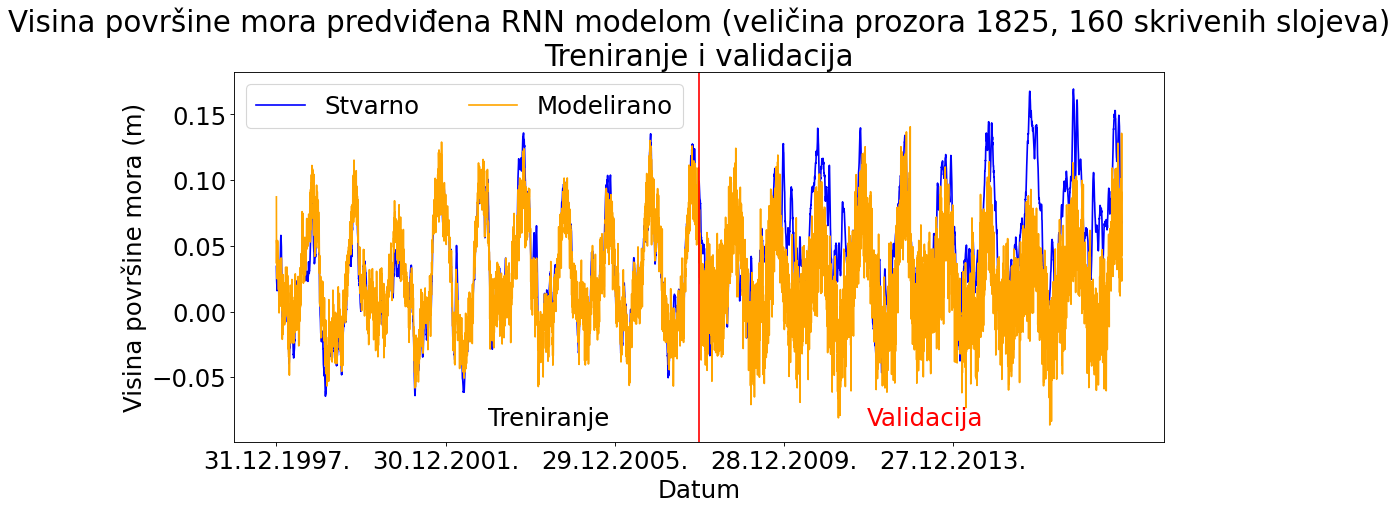 Visina površine mora predviđena RNN modelom (veličina prozora 1825, 160 skrivenih slojeva)
Treniranje i validacija
Stvarno Modelirano
Visina površine mora (m)
0.15
0.10
0.05
0.00
−0.05
Treniranje Validacija
31.12.1997. 30.12.2001. 29.12.2005. 28.12.2009. 27.12.2013.
Datum